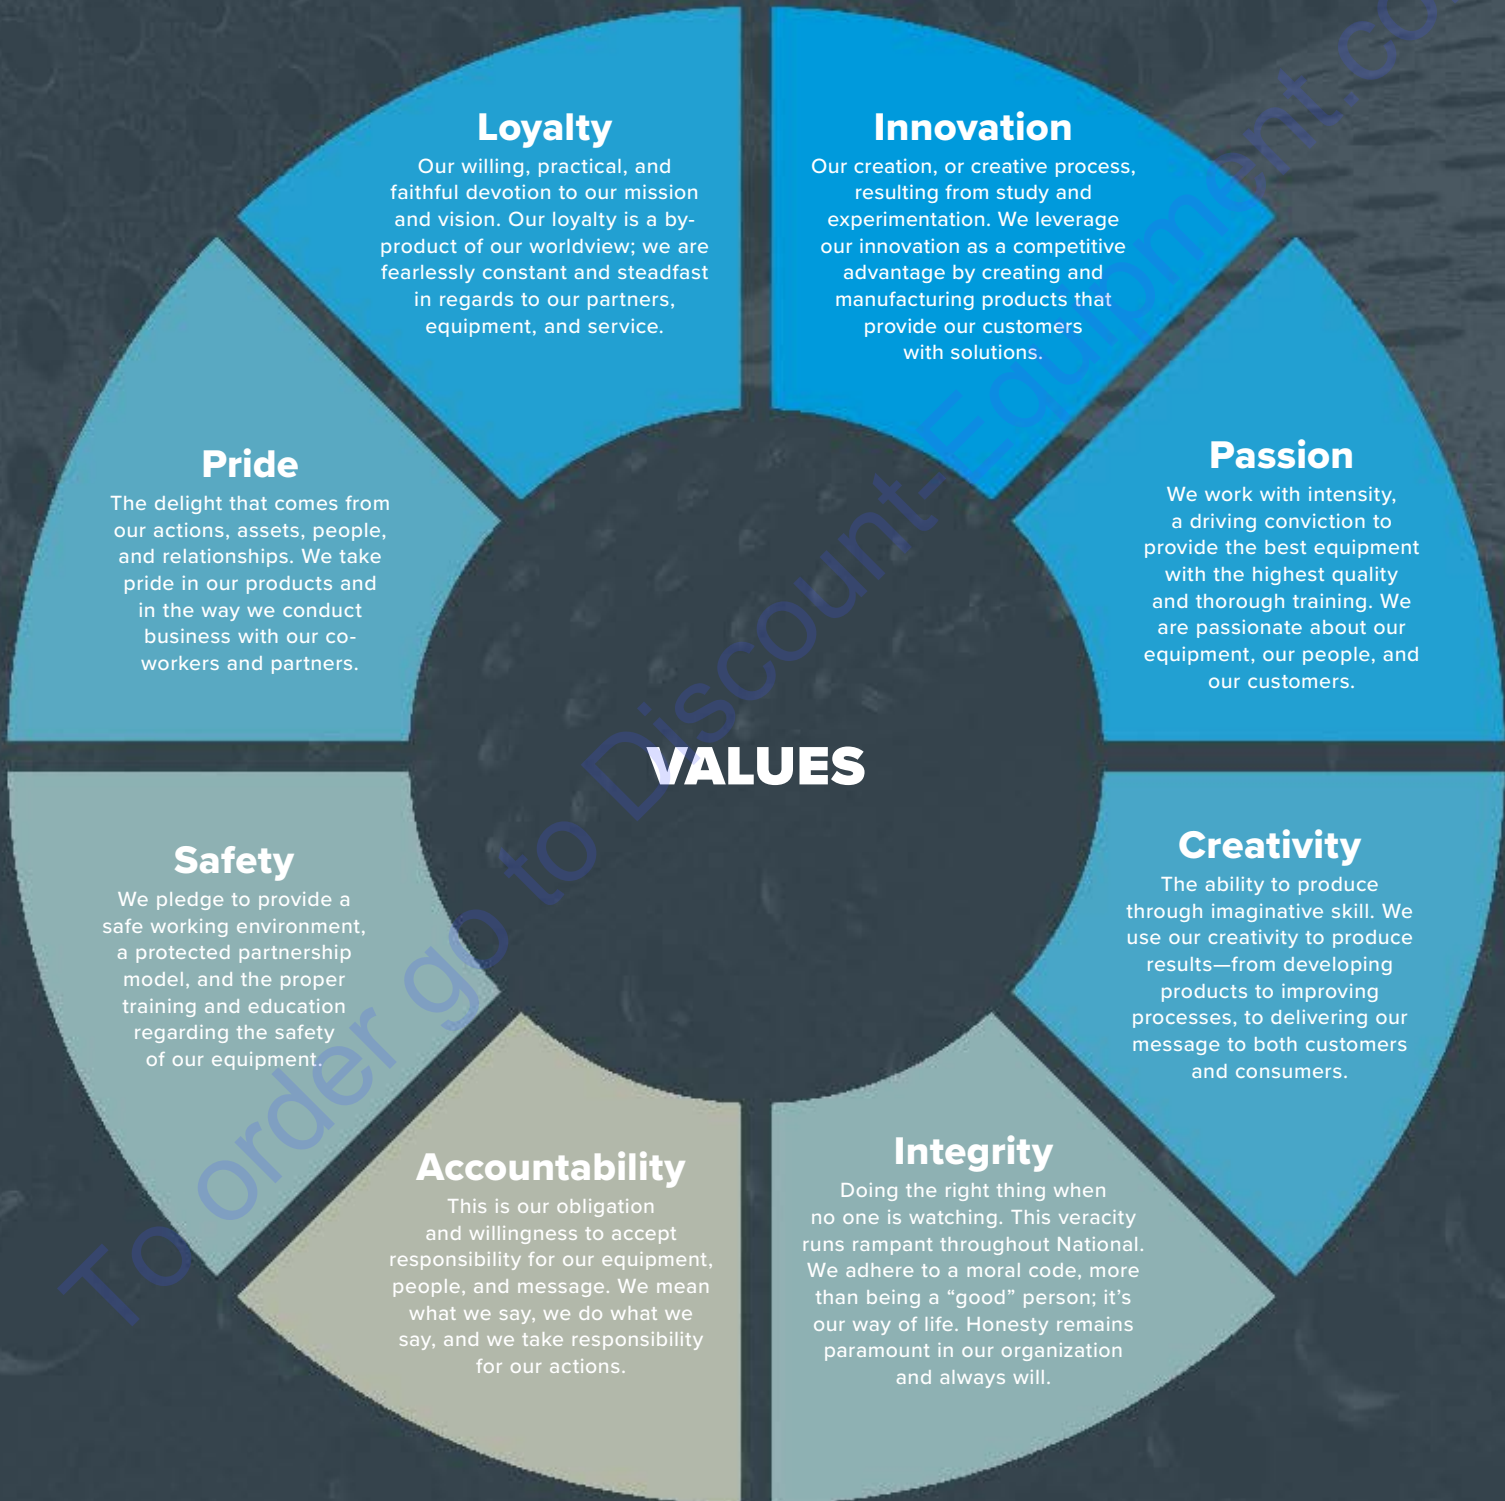 Loyalty
Our willing, practical, and
faithful devotion to our mission
and vision. Our loyalty is a by-
product of our worldview; we are
fearlessly constant and steadfast
in regards to our partners,
equipment, and service.
Innovation
Our creation, or creative process,
resulting from study and
experimentation. We leverage
our innovation as a competitive
advantage by creating and
manufacturing products that
provide our customers
with solutions.
Pride
The delight that comes from
our actions, assets, people,
and relationships. We take
pride in our products and
in the way we conduct
business with our co-
workers and partners.
Passion
We work with intensity,
a driving conviction to
provide the best equipment
with the highest quality
and thorough training. We
are passionate about our
equipment, our people, and
our customers.
VALUES
Safety
We pledge to provide a
safe working environment,
a protected partnership
model, and the proper
training and education
regarding the safety
of our equipment.
Creativity
The ability to produce
through imaginative skill. We
use our creativity to produce
results—from developing
products to improving
processes, to delivering our
message to both customers
and consumers.
Accountability
This is our obligation
and willingness to accept
responsibility for our equipment,
people, and message. We mean
what we say, we do what we
say, and we take responsibility
for our actions.
Integrity
Doing the right thing when
no one is watching. This veracity
runs rampant throughout National.
We adhere to a moral code, more
than being a “good” person; it’s
our way of life. Honesty remains
paramount in our organization
and always will.
To order go to Discount-Equipment.co